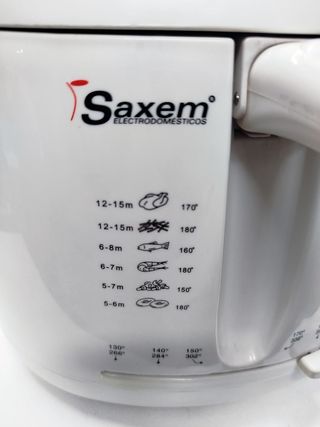 Saxem®
ELECTRODOMESTICOS
12-15m 170°
12-15m 180°
6-8m 160°
6-7m 180°
5-7m 150°
5-6m 180°
130° 140° 150°
266° 284° 302°